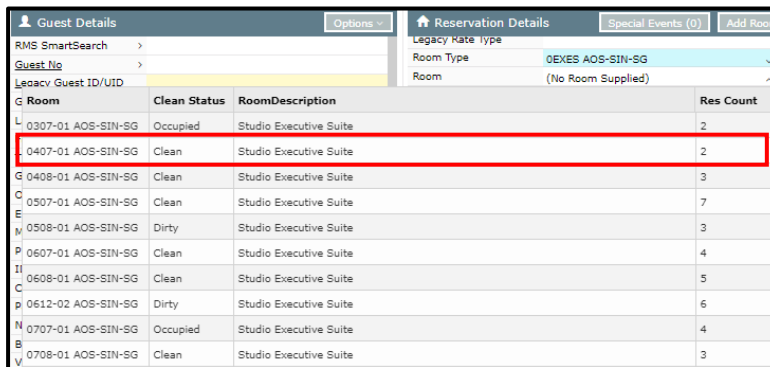 Guest Details Options Reservation Details Special Events (0) Add Roo
RMS SmartSearch > Legacy Rate Type
Guest No > Room Type 0EXES AOS-SIN-SG
Legacy Guest ID/UID Room (No Room Supplied)
Room Clean Status RoomDescription Res Count
0307-01 AOS-SIN-SG Occupied Studio Executive Suite 2
0407-01 AOS-SIN-SG Clean Studio Executive Suite 2
0408-01 AOS-SIN-SG Clean Studio Executive Suite 3
0507-01 AOS-SIN-SG Clean Studio Executive Suite 7
0508-01 AOS-SIN-SG Dirty Studio Executive Suite 3
0607-01 AOS-SIN-SG Clean Studio Executive Suite 4
0608-01 AOS-SIN-SG Clean Studio Executive Suite 5
0612-02 AOS-SIN-SG Dirty Studio Executive Suite 6
0707-01 AOS-SIN-SG Occupied Studio Executive Suite 4
0708-01 AOS-SIN-SG Clean Studio Executive Suite 3